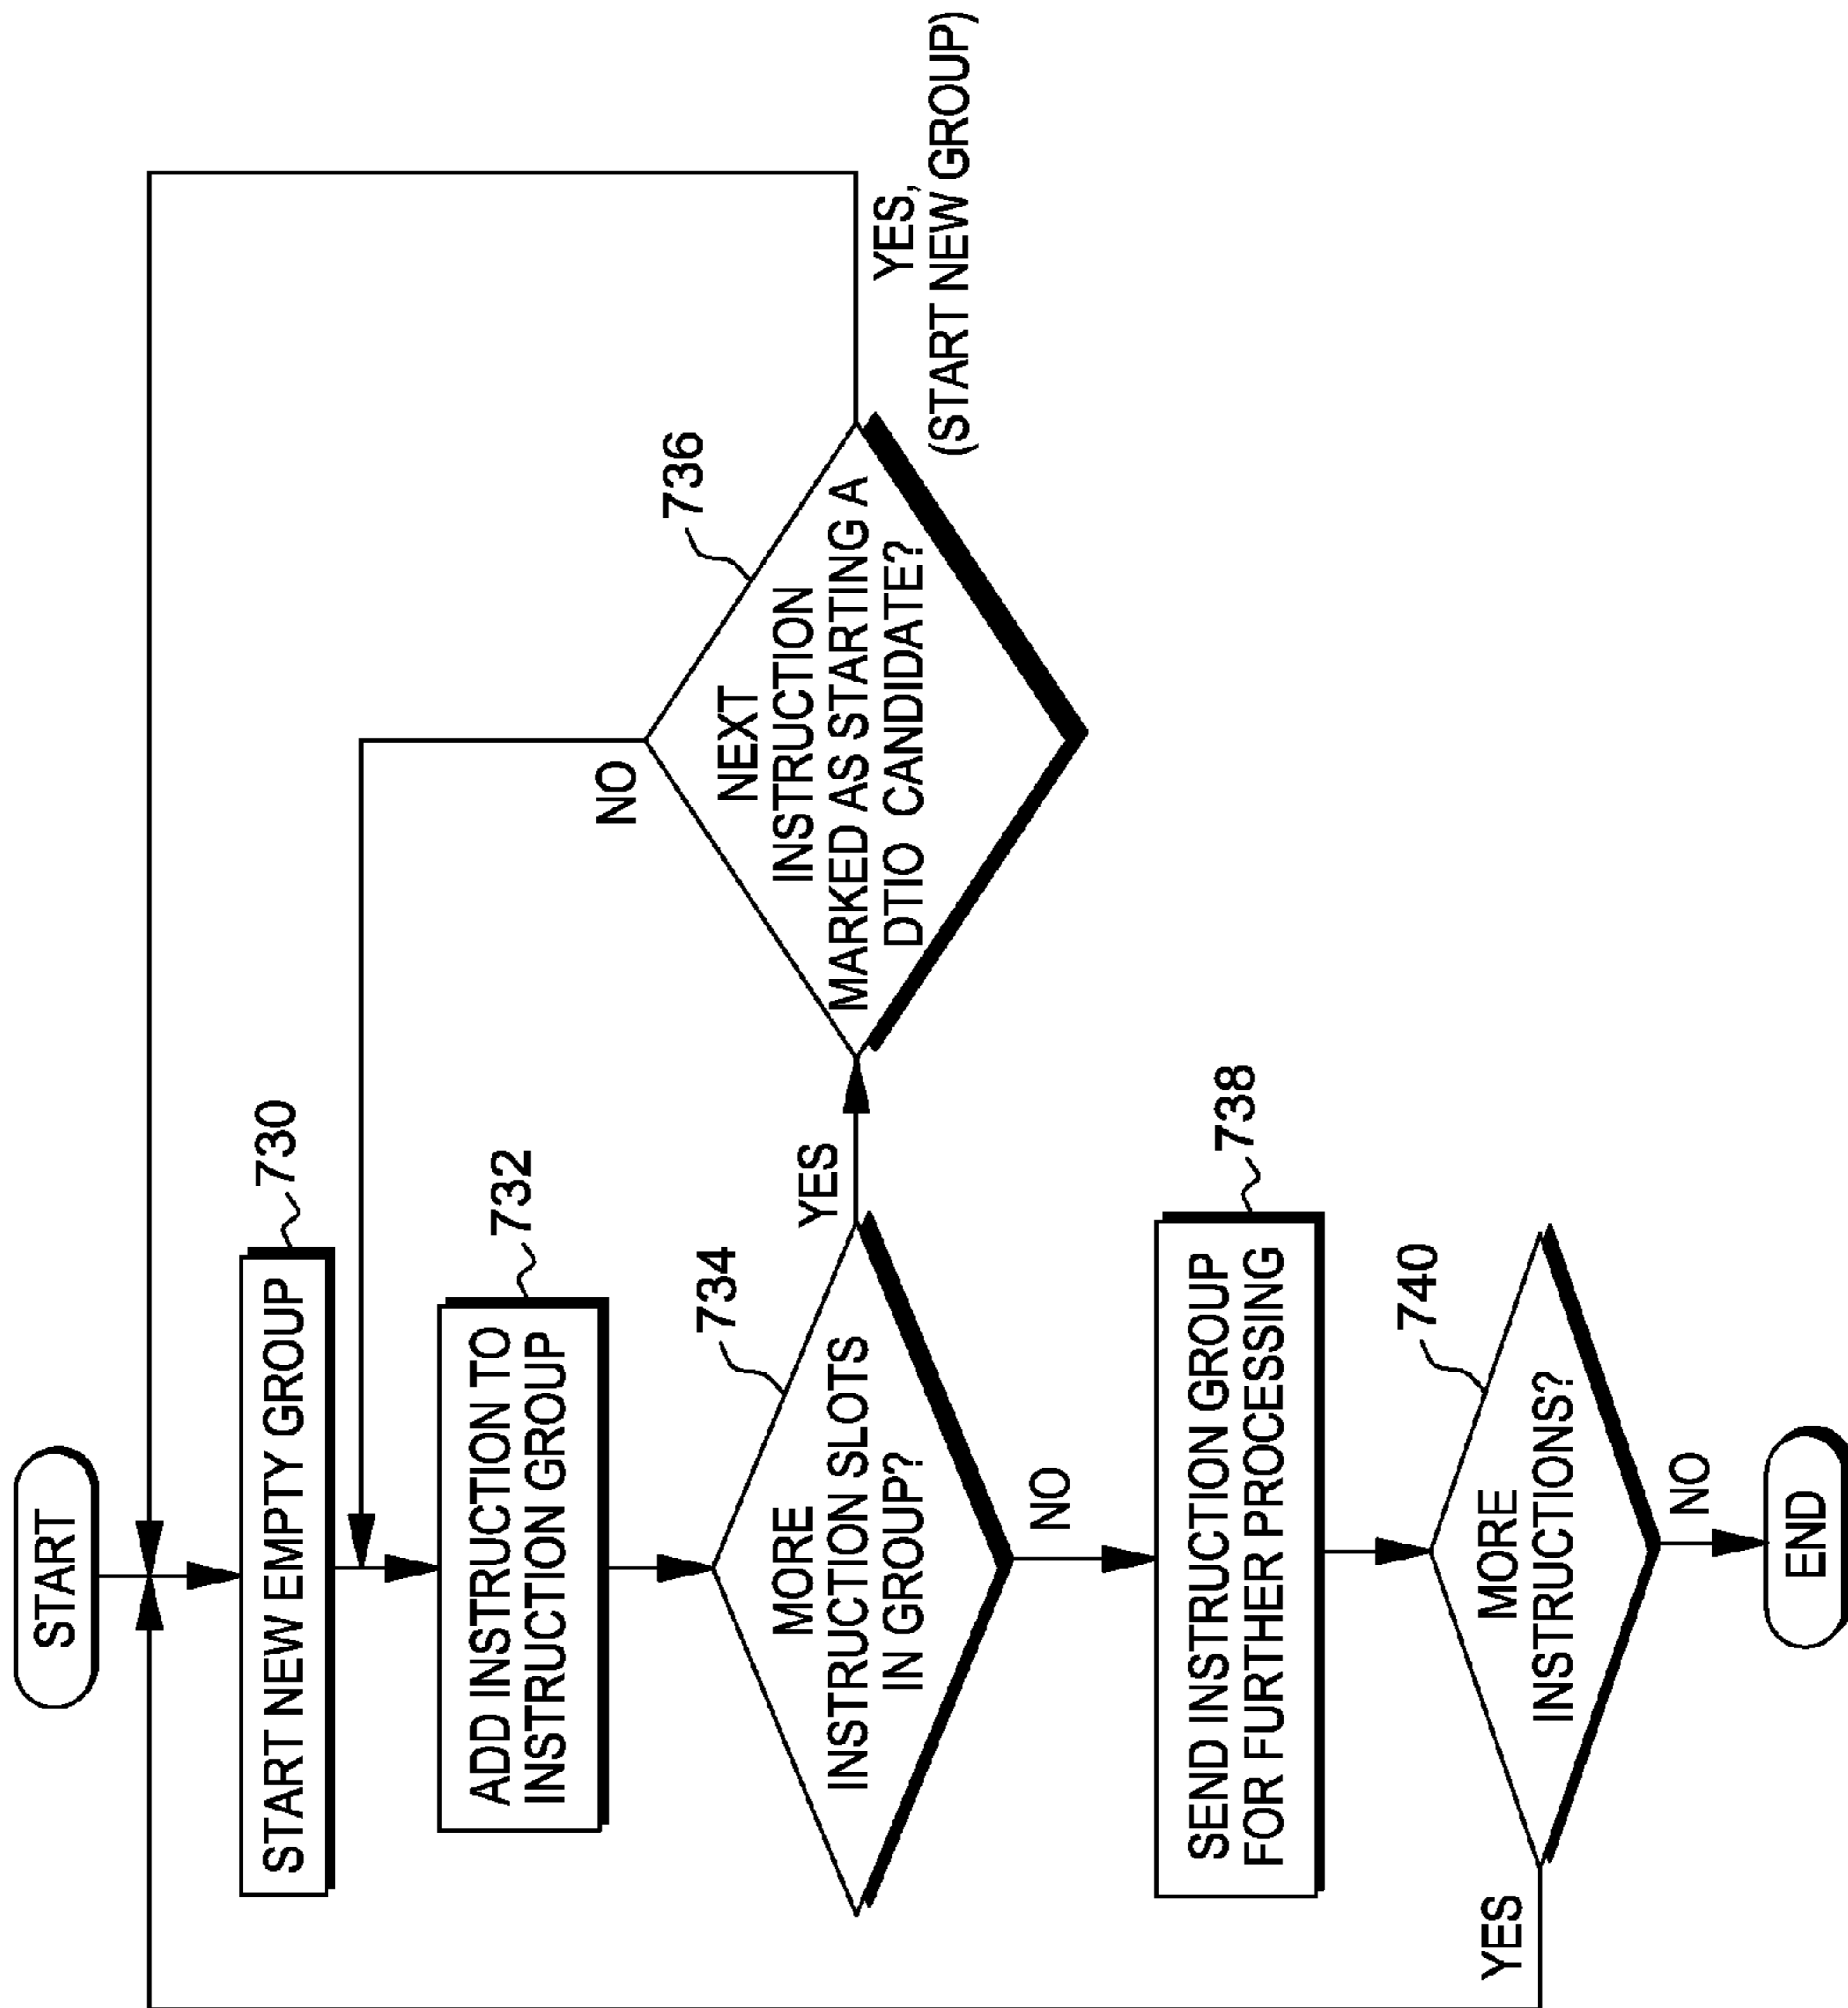 START
START NEW EMPTY GROUP
730
ADD INSTRUCTION TO
INSTRUCTION GROUP
732
MORE
INSTRUCTION SLOTS
IN GROUP?
734
YES
NO
NEXT
INSTRUCTION
MARKED AS STARTING A
DTIO CANDIDATE?
736
NO
YES,
(START NEW GROUP)
SEND INSTRUCTION GROUP
FOR FURTHER PROCESSING
738
MORE
INSTRUCTIONS?
740
YES
NO
END